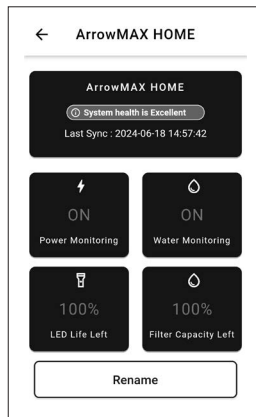 ArrowMAX HOME
ArrowMAX HOME
System health is Excellent
Last Sync : 2024-06-18 14:57:42
ON
Power Monitoring
ON
Water Monitoring
100%
LED Life Left
100%
Filter Capacity Left
Rename